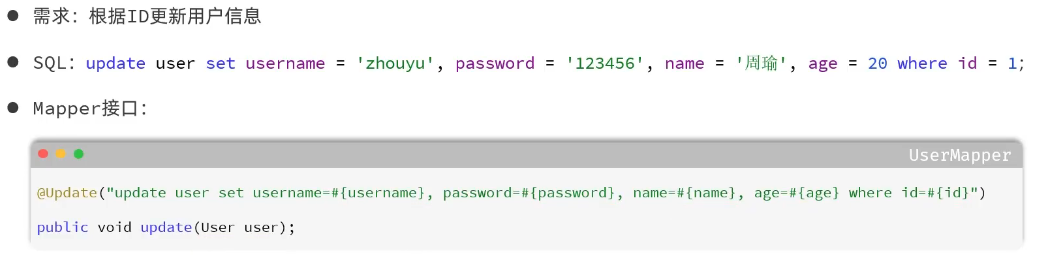 ● 需求：根据ID更新用户信息
● SQL：update user set username = 'zhouyu', password = '123456', name = '周瑜', age = 20 where id = 1;
● Mapper接口：
UserMapper
@Update("update user set username=#{username}, password=#{password}, name=#{name}, age=#{age} where id=#{id}")
public void update(User user);